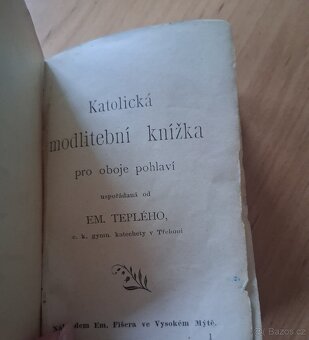 Katolická
modlitební knížka
pro oboje pohlaví
uspořádaná od
EM. TEPLÉHO,
c. k. gymn. katechety v Třeboni
Nákladem Em. Fišera ve Vysokém Mýtě.
Bazos.cz